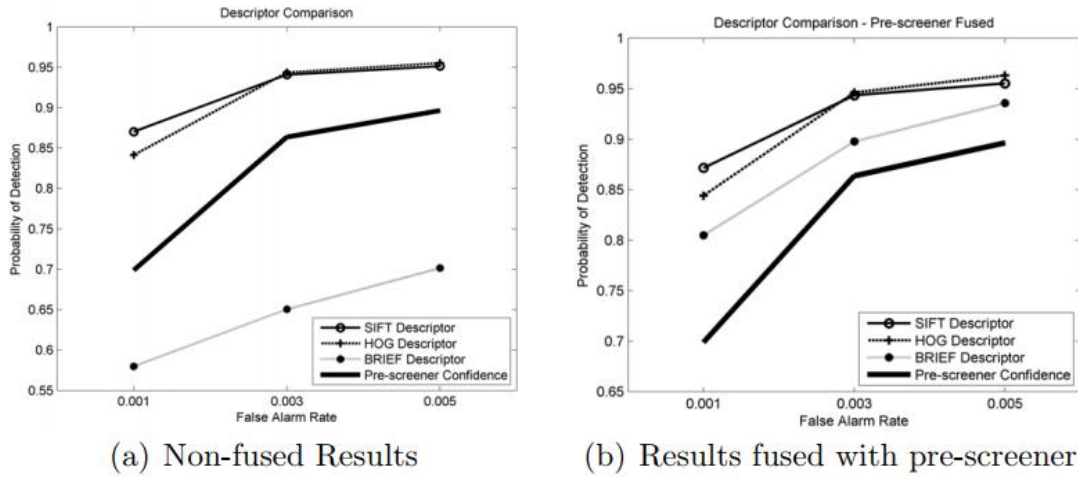 Descriptor Comparison
1
0.95
0.9
0.85
0.8
0.75
0.7
0.65
0.6
0.55
Probability of Detection
0.001
0.003
0.005
False Alarm Rate
SIFT Descriptor
HOG Descriptor
BRIEF Descriptor
Pre-screener Confidence
(a) Non-fused Results
Descriptor Comparison - Pre-screener Fused
1
0.95
0.9
0.85
0.8
0.75
0.7
0.65
Probability of Detection
0.001
0.003
0.005
False Alarm Rate
SIFT Descriptor
HOG Descriptor
BRIEF Descriptor
Pre-screener Confidence
(b) Results fused with pre-screener